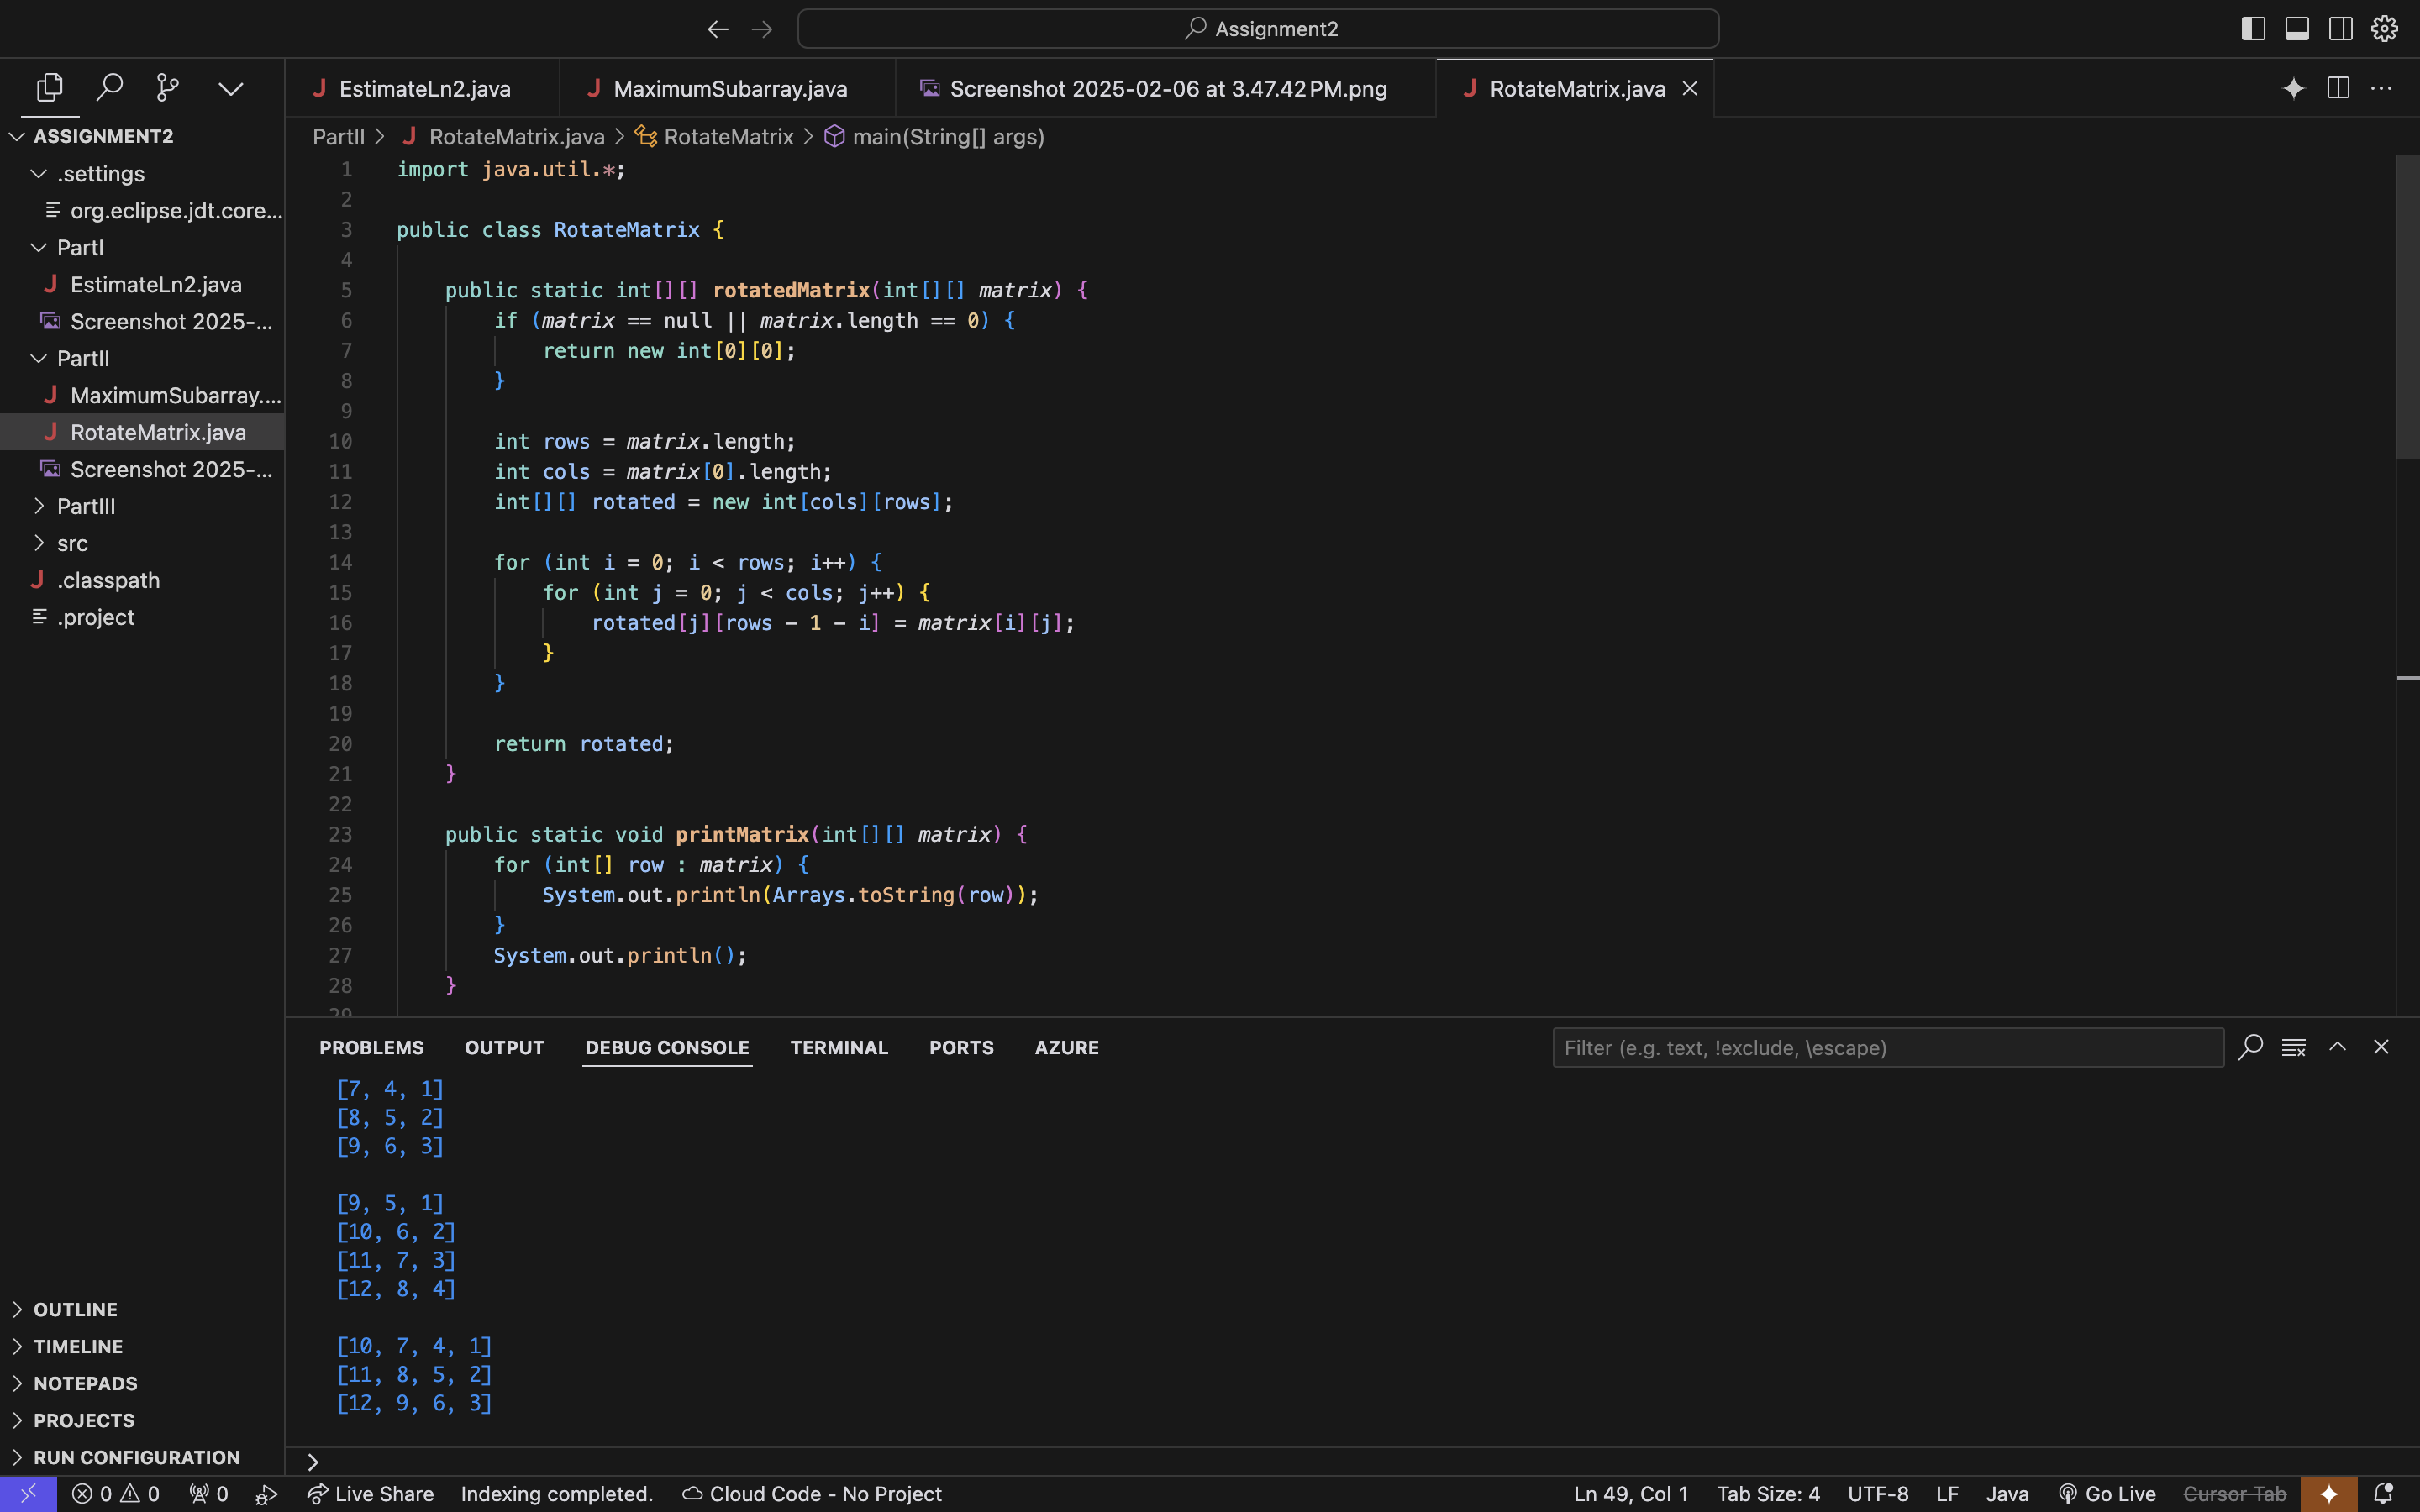 Assignment2
EstimateLn2.java
MaximumSubarray.java
Screenshot 2025-02-06 at 3.47.42 PM.png
RotateMatrix.java
ASSIGNMENT2
.settings
org.eclipse.jdt.core...
PartI
EstimateLn2.java
Screenshot 2025-...
PartII
MaximumSubarray....
RotateMatrix.java
Screenshot 2025-...
PartIII
src
.classpath
.project
OUTLINE
TIMELINE
NOTEPADS
PROJECTS
RUN CONFIGURATION
PartII > RotateMatrix.java > RotateMatrix > main(String[] args)
1 import java.util.*;
2
3 public class RotateMatrix {
4
5 public static int[][] rotatedMatrix(int[][] matrix) {
6 if (matrix == null || matrix.length == 0) {
7 return new int[0][0];
8 }
9
10 int rows = matrix.length;
11 int cols = matrix[0].length;
12 int[][] rotated = new int[cols][rows];
13
14 for (int i = 0; i < rows; i++) {
15 for (int j = 0; j < cols; j++) {
16 rotated[j][rows - 1 - i] = matrix[i][j];
17 }
18 }
19
20 return rotated;
21 }
22
23 public static void printMatrix(int[][] matrix) {
24 for (int[] row : matrix) {
25 System.out.println(Arrays.toString(row));
26 }
27 System.out.println();
28 }
29
PROBLEMS OUTPUT DEBUG CONSOLE TERMINAL PORTS AZURE
Filter (e.g. text, !exclude, \escape)
[7, 4, 1]
[8, 5, 2]
[9, 6, 3]
[9, 5, 1]
[10, 6, 2]
[11, 7, 3]
[12, 8, 4]
[10, 7, 4, 1]
[11, 8, 5, 2]
[12, 9, 6, 3]
>
0 0 0 Live Share Indexing completed. Cloud Code - No Project Ln 49, Col 1 Tab Size: 4 UTF-8 LF Java Go Live Cursor Tab